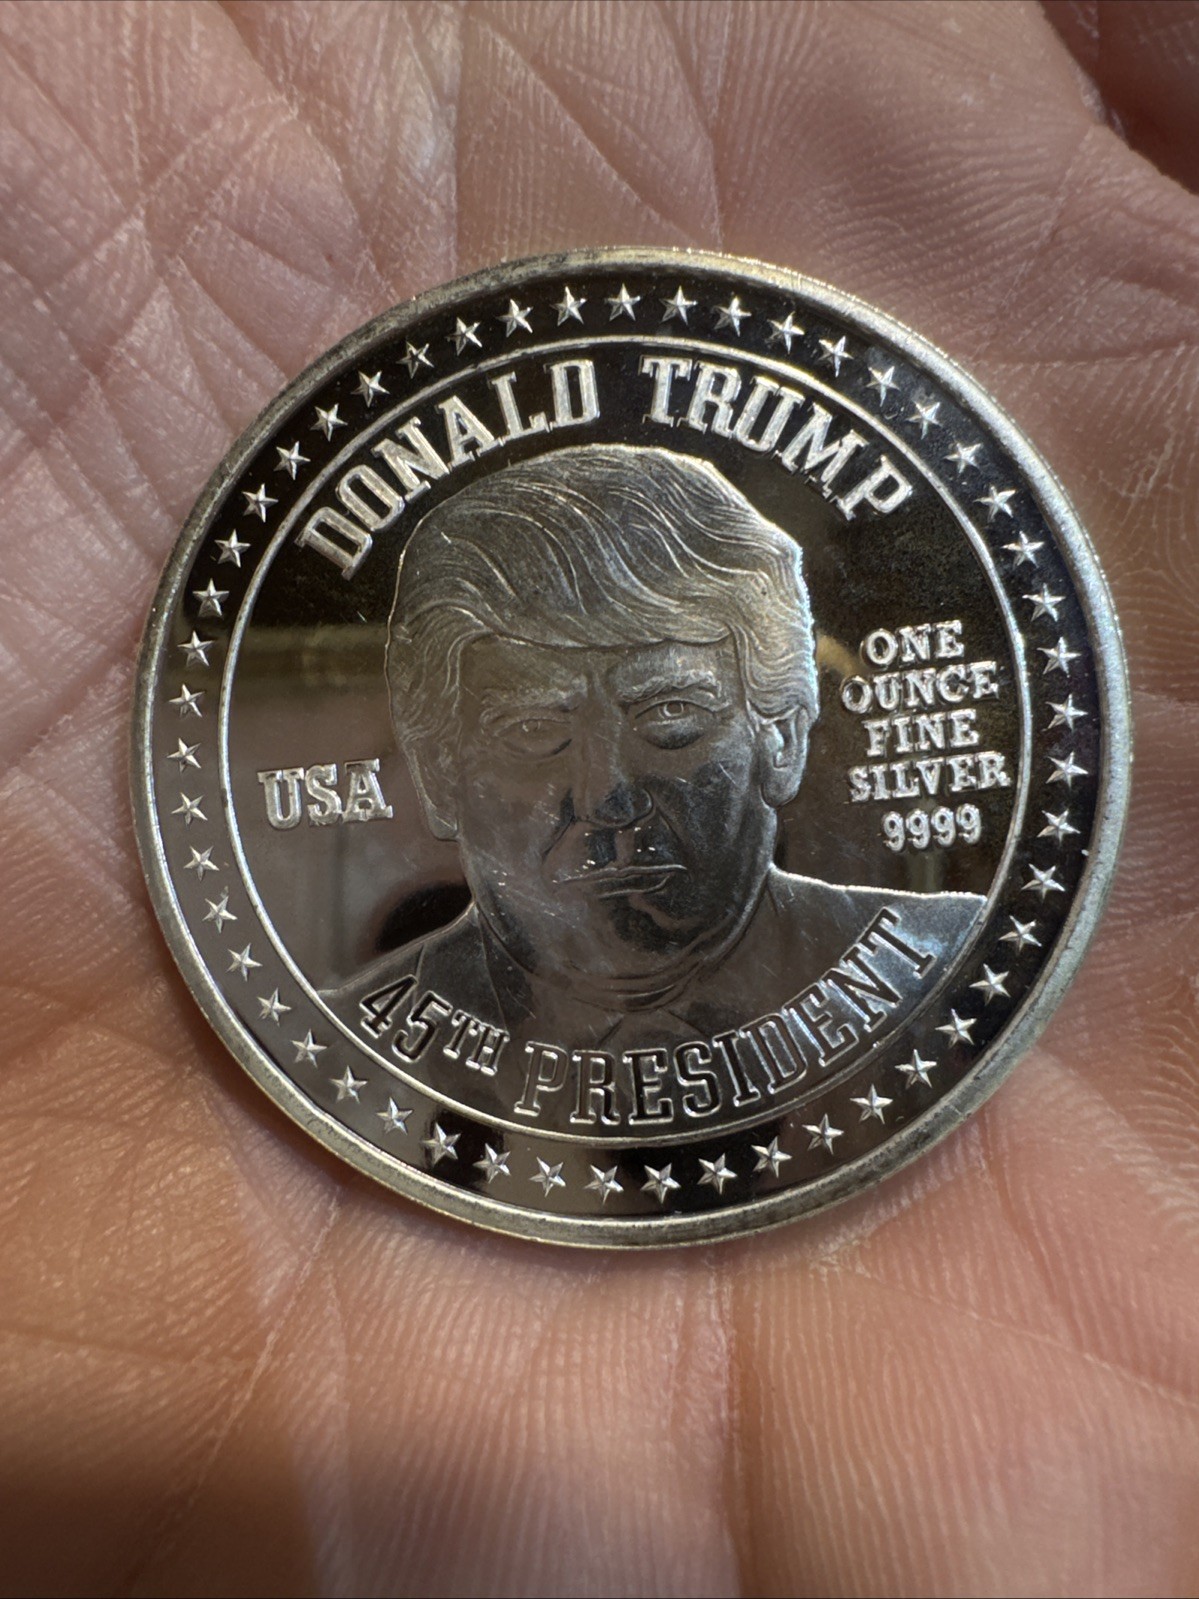 DONALD TRUMP
USA
ONE
OUNCE
FINE
SILVER
9999
45TH PRESIDENT